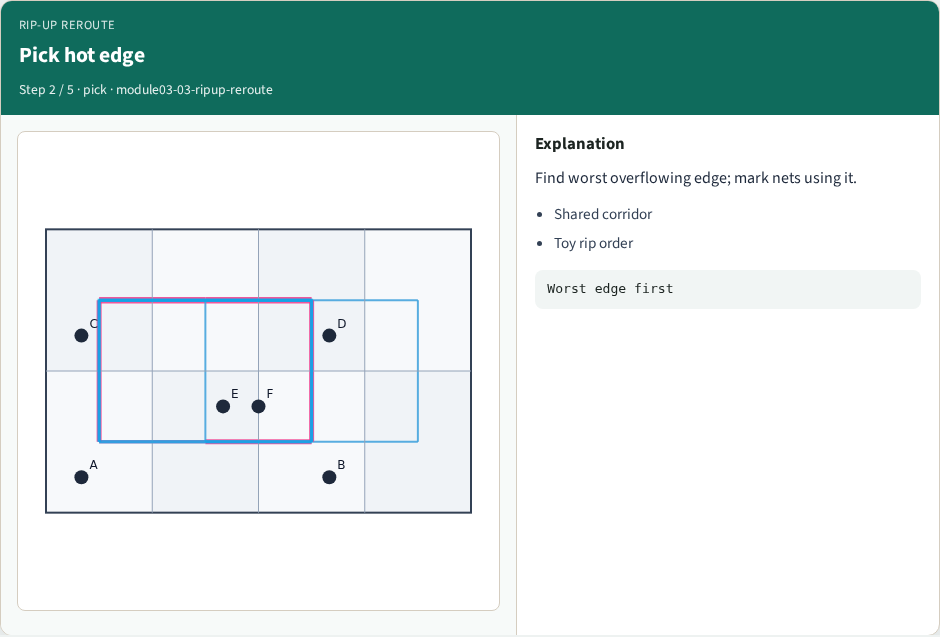 RIP-UP REROUTE
Pick hot edge
Step 2 / 5 · pick · module03-03-ripup-reroute
C
D
E
F
A
B
Explanation
Find worst overflowing edge; mark nets using it.
• Shared corridor
• Toy rip order
Worst edge first